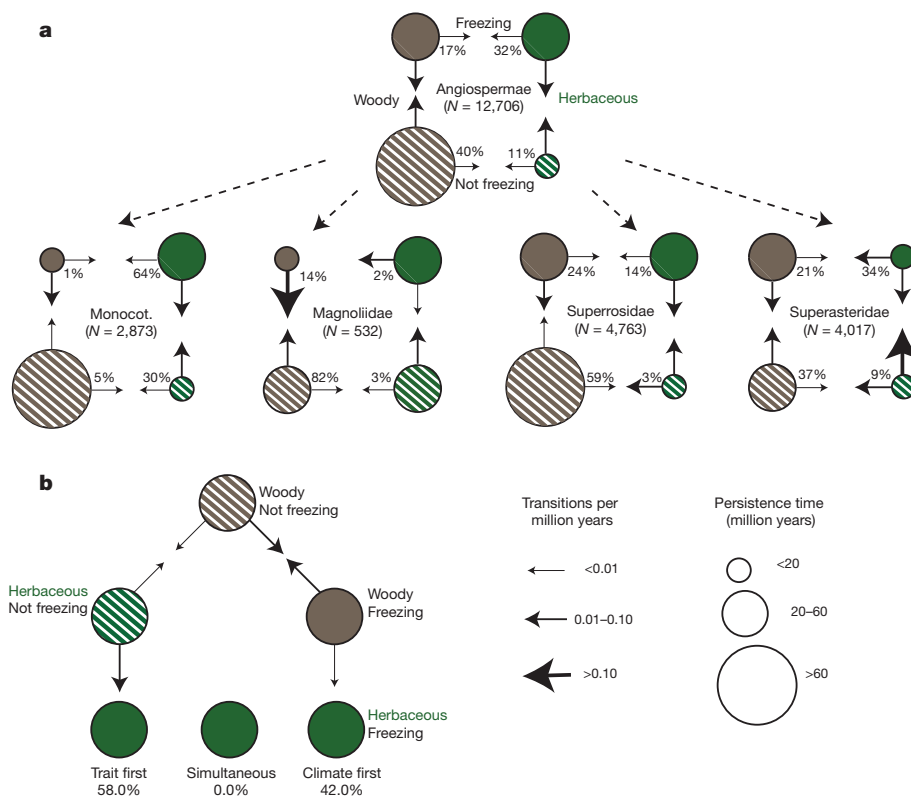 a
Freezing
17%
32%
Woody
Angiospermae
(N = 12,706)
Herbaceous
40%
11%
Not freezing
1%
64%
Monocot.
(N = 2,873)
5%
30%
14%
2%
Magnoliidae
(N = 532)
82%
3%
24%
14%
Superrosidae
(N = 4,763)
59%
3%
21%
34%
Superasteridae
(N = 4,017)
37%
9%
b
Woody
Not freezing
Herbaceous
Not freezing
Woody
Freezing
Herbaceous
Freezing
Trait first
58.0%
Simultaneous
0.0%
Climate first
42.0%
Transitions per
million years
<0.01
0.01–0.10
>0.10
Persistence time
(million years)
<20
20–60
>60